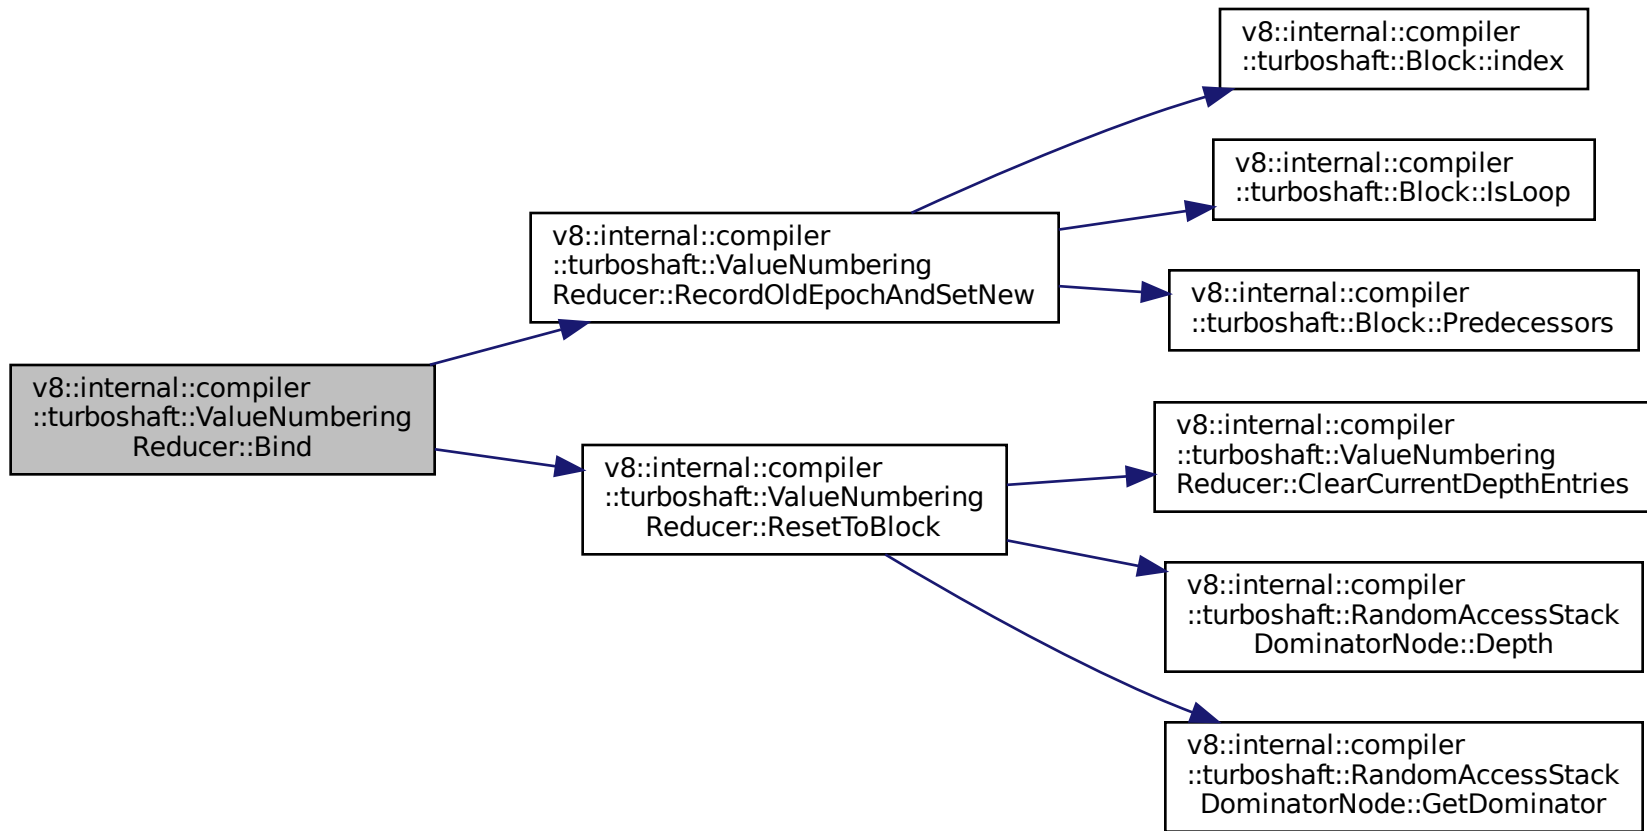 v8::internal::compiler
::turboshaft::Block::index
v8::internal::compiler
::turboshaft::Block::IsLoop
v8::internal::compiler
::turboshaft::ValueNumbering
Reducer::RecordOldEpochAndSetNew
v8::internal::compiler
::turboshaft::Block::Predecessors
v8::internal::compiler
::turboshaft::ValueNumbering
Reducer::Bind
v8::internal::compiler
::turboshaft::ValueNumbering
Reducer::ClearCurrentDepthEntries
v8::internal::compiler
::turboshaft::ValueNumbering
Reducer::ResetToBlock
v8::internal::compiler
::turboshaft::RandomAccessStack
DominatorNode::Depth
v8::internal::compiler
::turboshaft::RandomAccessStack
DominatorNode::GetDominator